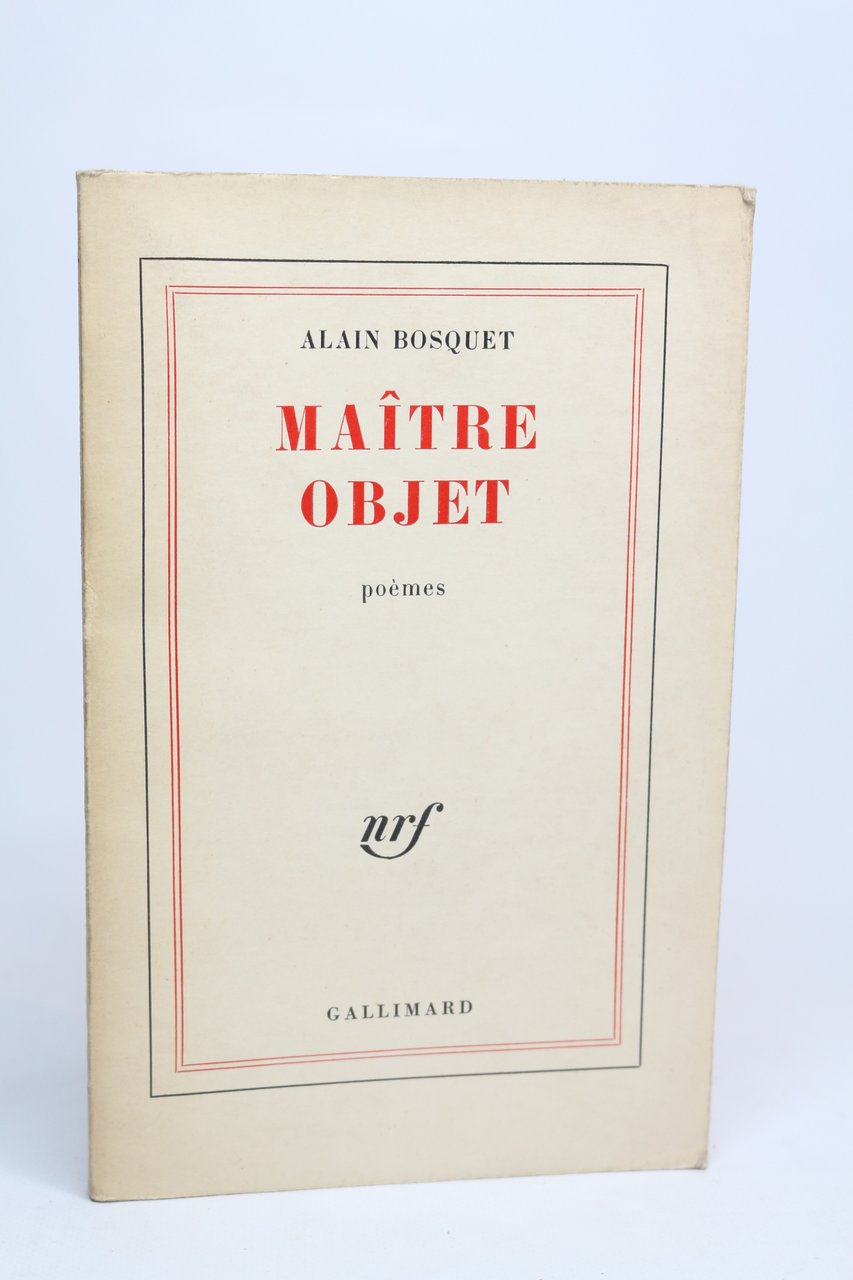 ALAIN BOSQUET
MAÎTRE
OBJET
poèmes
nrf
GALLIMARD